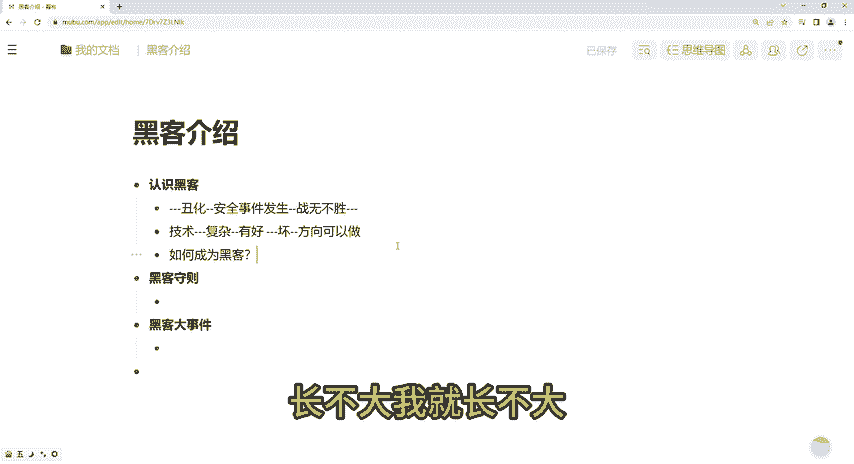 黑客介绍 - 幕布
mubu.com/app/edit/home/7Drv7Z3LNlk
我的文档 | 黑客介绍
已保存
思维导图
黑客介绍
认识黑客
---丑化--安全事件发生--战无不胜---
技术---复杂--有好 ---坏--方向可以做
如何成为黑客？
黑客守则
黑客大事件
长不大我就长不大
五